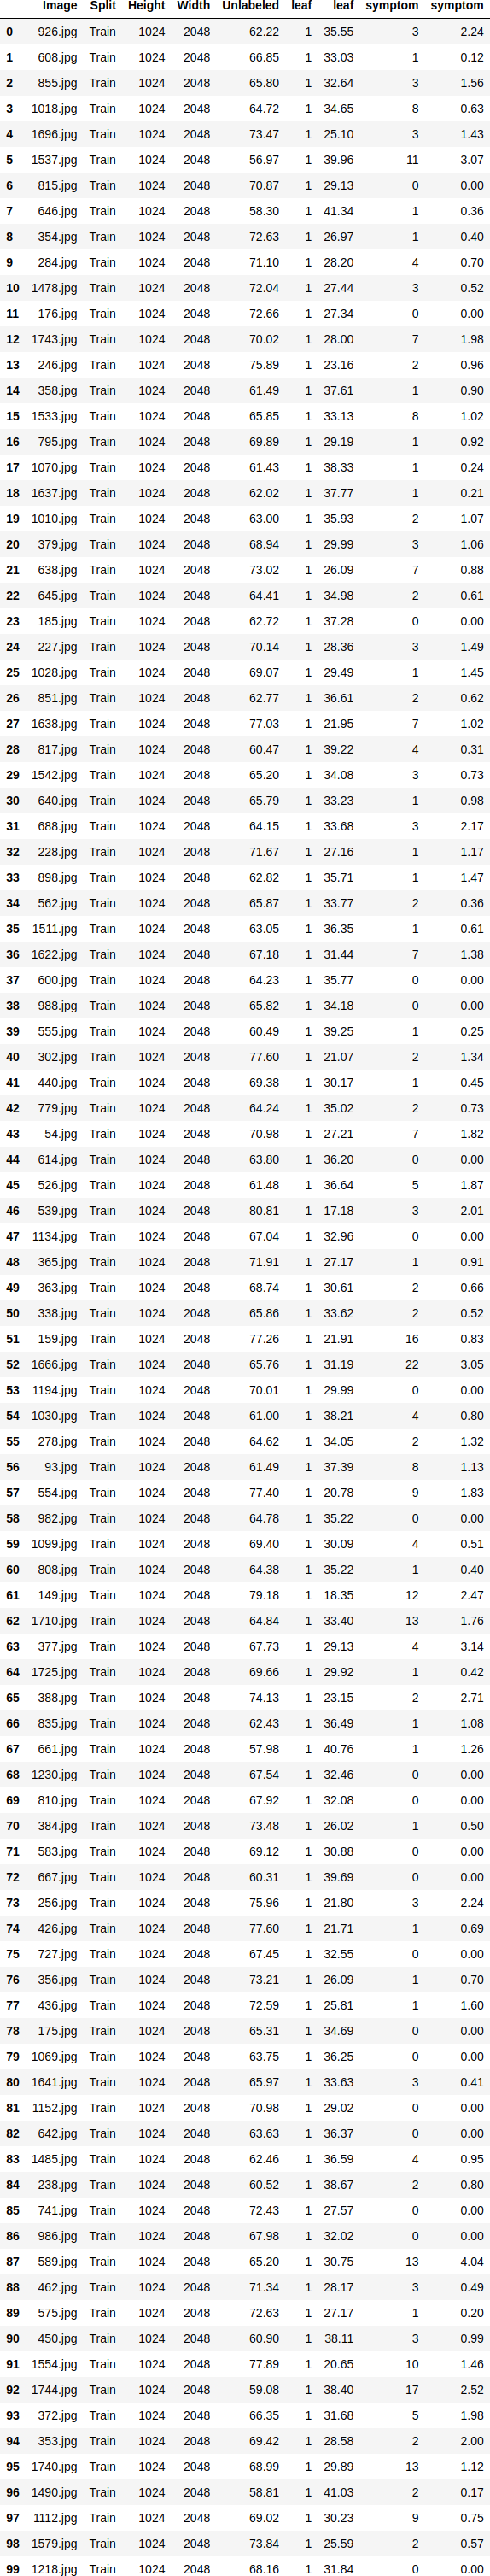 Image Split Height Width Unlabeled leaf leaf symptom symptom
0 926.jpg Train 1024 2048 62.22 1 35.55 3 2.24
1 608.jpg Train 1024 2048 66.85 1 33.03 1 0.12
2 855.jpg Train 1024 2048 65.80 1 32.64 3 1.56
3 1018.jpg Train 1024 2048 64.72 1 34.65 8 0.63
4 1696.jpg Train 1024 2048 73.47 1 25.10 3 1.43
5 1537.jpg Train 1024 2048 56.97 1 39.96 11 3.07
6 815.jpg Train 1024 2048 70.87 1 29.13 0 0.00
7 646.jpg Train 1024 2048 58.30 1 41.34 1 0.36
8 354.jpg Train 1024 2048 72.63 1 26.97 1 0.40
9 284.jpg Train 1024 2048 71.10 1 28.20 4 0.70
10 1478.jpg Train 1024 2048 72.04 1 27.44 3 0.52
11 176.jpg Train 1024 2048 72.66 1 27.34 0 0.00
12 1743.jpg Train 1024 2048 70.02 1 28.00 7 1.98
13 246.jpg Train 1024 2048 75.89 1 23.16 2 0.96
14 358.jpg Train 1024 2048 61.49 1 37.61 1 0.90
15 1533.jpg Train 1024 2048 65.85 1 33.13 8 1.02
16 795.jpg Train 1024 2048 69.89 1 29.19 1 0.92
17 1070.jpg Train 1024 2048 61.43 1 38.33 1 0.24
18 1637.jpg Train 1024 2048 62.02 1 37.77 1 0.21
19 1010.jpg Train 1024 2048 63.00 1 35.93 2 1.07
20 379.jpg Train 1024 2048 68.94 1 29.99 3 1.06
21 638.jpg Train 1024 2048 73.02 1 26.09 7 0.88
22 645.jpg Train 1024 2048 64.41 1 34.98 2 0.61
23 185.jpg Train 1024 2048 62.72 1 37.28 0 0.00
24 227.jpg Train 1024 2048 70.14 1 28.36 3 1.49
25 1028.jpg Train 1024 2048 69.07 1 29.49 1 1.45
26 851.jpg Train 1024 2048 62.77 1 36.61 2 0.62
27 1638.jpg Train 1024 2048 77.03 1 21.95 7 1.02
28 817.jpg Train 1024 2048 60.47 1 39.22 4 0.31
29 1542.jpg Train 1024 2048 65.20 1 34.08 3 0.73
30 640.jpg Train 1024 2048 65.79 1 33.23 1 0.98
31 688.jpg Train 1024 2048 64.15 1 33.68 3 2.17
32 228.jpg Train 1024 2048 71.67 1 27.16 1 1.17
33 898.jpg Train 1024 2048 62.82 1 35.71 1 1.47
34 562.jpg Train 1024 2048 65.87 1 33.77 2 0.36
35 1511.jpg Train 1024 2048 63.05 1 36.35 1 0.61
36 1622.jpg Train 1024 2048 67.18 1 31.44 7 1.38
37 600.jpg Train 1024 2048 64.23 1 35.77 0 0.00
38 988.jpg Train 1024 2048 65.82 1 34.18 0 0.00
39 555.jpg Train 1024 2048 60.49 1 39.25 1 0.25
40 302.jpg Train 1024 2048 77.60 1 21.07 2 1.34
41 440.jpg Train 1024 2048 69.38 1 30.17 1 0.45
42 779.jpg Train 1024 2048 64.24 1 35.02 2 0.73
43 54.jpg Train 1024 2048 70.98 1 27.21 7 1.82
44 614.jpg Train 1024 2048 63.80 1 36.20 0 0.00
45 526.jpg Train 1024 2048 61.48 1 36.64 5 1.87
46 539.jpg Train 1024 2048 80.81 1 17.18 3 2.01
47 1134.jpg Train 1024 2048 67.04 1 32.96 0 0.00
48 365.jpg Train 1024 2048 71.91 1 27.17 1 0.91
49 363.jpg Train 1024 2048 68.74 1 30.61 2 0.66
50 338.jpg Train 1024 2048 65.86 1 33.62 2 0.52
51 159.jpg Train 1024 2048 77.26 1 21.91 16 0.83
52 1666.jpg Train 1024 2048 65.76 1 31.19 22 3.05
53 1194.jpg Train 1024 2048 70.01 1 29.99 0 0.00
54 1030.jpg Train 1024 2048 61.00 1 38.21 4 0.80
55 278.jpg Train 1024 2048 64.62 1 34.05 2 1.32
56 93.jpg Train 1024 2048 61.49 1 37.39 8 1.13
57 554.jpg Train 1024 2048 77.40 1 20.78 9 1.83
58 982.jpg Train 1024 2048 64.78 1 35.22 0 0.00
59 1099.jpg Train 1024 2048 69.40 1 30.09 4 0.51
60 808.jpg Train 1024 2048 64.38 1 35.22 1 0.40
61 149.jpg Train 1024 2048 79.18 1 18.35 12 2.47
62 1710.jpg Train 1024 2048 64.84 1 33.40 13 1.76
63 377.jpg Train 1024 2048 67.73 1 29.13 4 3.14
64 1725.jpg Train 1024 2048 69.66 1 29.92 1 0.42
65 388.jpg Train 1024 2048 74.13 1 23.15 2 2.71
66 835.jpg Train 1024 2048 62.43 1 36.49 1 1.08
67 661.jpg Train 1024 2048 57.98 1 40.76 1 1.26
68 1230.jpg Train 1024 2048 67.54 1 32.46 0 0.00
69 810.jpg Train 1024 2048 67.92 1 32.08 0 0.00
70 384.jpg Train 1024 2048 73.48 1 26.02 1 0.50
71 583.jpg Train 1024 2048 69.12 1 30.88 0 0.00
72 667.jpg Train 1024 2048 60.31 1 39.69 0 0.00
73 256.jpg Train 1024 2048 75.96 1 21.80 3 2.24
74 426.jpg Train 1024 2048 77.60 1 21.71 1 0.69
75 727.jpg Train 1024 2048 67.45 1 32.55 0 0.00
76 356.jpg Train 1024 2048 73.21 1 26.09 1 0.70
77 436.jpg Train 1024 2048 72.59 1 25.81 1 1.60
78 175.jpg Train 1024 2048 65.31 1 34.69 0 0.00
79 1069.jpg Train 1024 2048 63.75 1 36.25 0 0.00
80 1641.jpg Train 1024 2048 65.97 1 33.63 3 0.41
81 1152.jpg Train 1024 2048 70.98 1 29.02 0 0.00
82 642.jpg Train 1024 2048 63.63 1 36.37 0 0.00
83 1485.jpg Train 1024 2048 62.46 1 36.59 4 0.95
84 238.jpg Train 1024 2048 60.52 1 38.67 2 0.80
85 741.jpg Train 1024 2048 72.43 1 27.57 0 0.00
86 986.jpg Train 1024 2048 67.98 1 32.02 0 0.00
87 589.jpg Train 1024 2048 65.20 1 30.75 13 4.04
88 462.jpg Train 1024 2048 71.34 1 28.17 3 0.49
89 575.jpg Train 1024 2048 72.63 1 27.17 1 0.20
90 450.jpg Train 1024 2048 60.90 1 38.11 3 0.99
91 1554.jpg Train 1024 2048 77.89 1 20.65 10 1.46
92 1744.jpg Train 1024 2048 59.08 1 38.40 17 2.52
93 372.jpg Train 1024 2048 66.35 1 31.68 5 1.98
94 353.jpg Train 1024 2048 69.42 1 28.58 2 2.00
95 1740.jpg Train 1024 2048 68.99 1 29.89 13 1.12
96 1490.jpg Train 1024 2048 58.81 1 41.03 2 0.17
97 1112.jpg Train 1024 2048 69.02 1 30.23 9 0.75
98 1579.jpg Train 1024 2048 73.84 1 25.59 2 0.57
99 1218.jpg Train 1024 2048 68.16 1 31.84 0 0.00